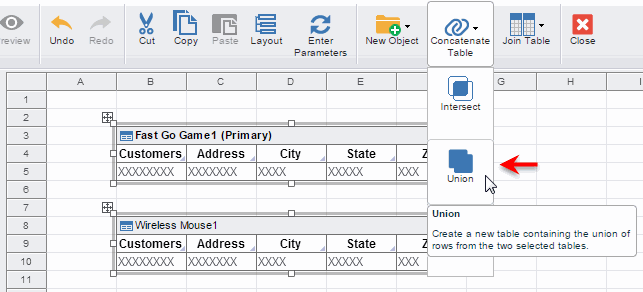 review
Undo
Redo
Cut
Copy
Paste
Layout
Enter
Parameters
New Object
Concatenate
Table
Join Table
Close
A B C D E G H I
1
2
3 Fast Go Game1 (Primary)
4 Customers Address City State Z
5 XXXXXXXX XXXXXXX XXXX XXXXX XXX
6
7
8 Wireless Mouse1
9 Customers Address City State Z
10 XXXXXXXX XXXXXXX XXXX XXXXX XXX
11
Intersect
Union
Union
Create a new table containing the union of
rows from the two selected tables.